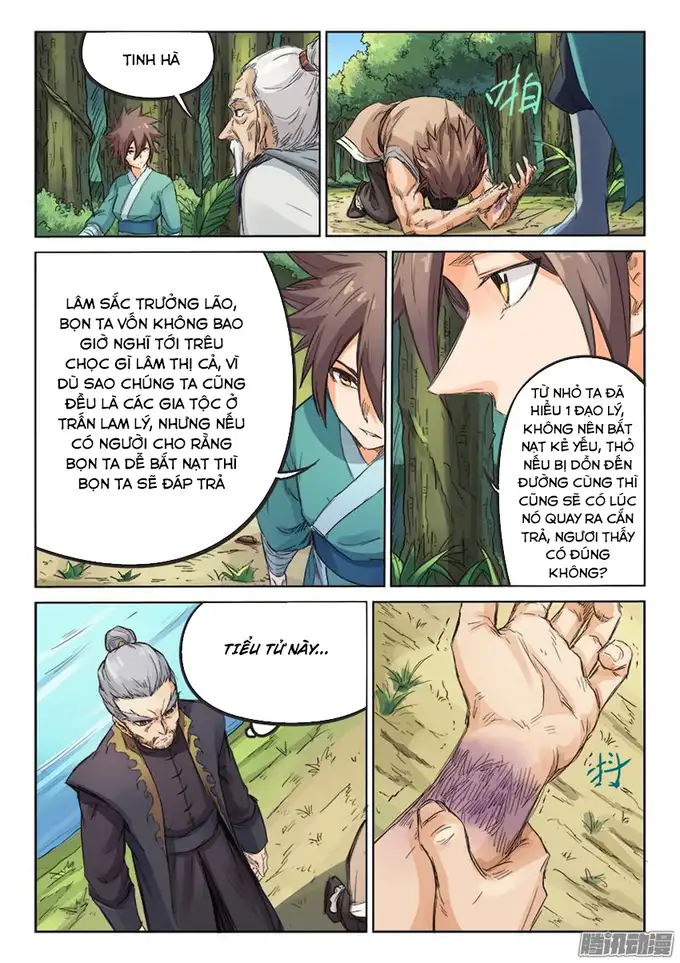 TINH HÀ
啪
LÂM SẮC TRƯỞNG LÃO,
BỌN TA VỐN KHÔNG BAO
GIỜ NGHĨ TỚI TRÊU
CHỌC GÌ LÂM THỊ CẢ, VÌ
DÙ SAO CHÚNG TA CŨNG
ĐỀU LÀ CÁC GIA TỘC Ở
TRẤN LAM LÝ, NHƯNG NẾU
CÓ NGƯỜI CHO RẰNG
BỌN TA DỄ BẮT NẠT THÌ
BỌN TA SẼ ĐÁP TRẢ
TỪ NHỎ TA ĐÃ
HIỂU 1 ĐẠO LÝ,
KHÔNG NÊN BẮT
NẠT KẺ YẾU, THỎ
NẾU BỊ DỒN ĐẾN
ĐƯỜNG CÙNG THÌ
CŨNG SẼ CÓ LÚC
NÓ QUAY RA CẮN
TRẢ, NGƯƠI THẤY
CÓ ĐÚNG
KHÔNG?
TIỂU TỬ NÀY...
抖
腾讯动漫